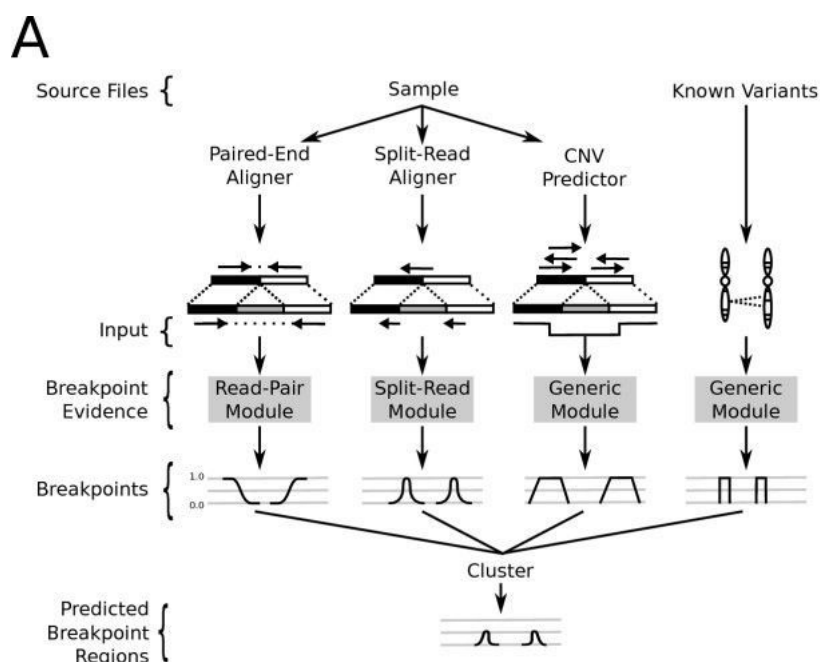 A
Source Files
Sample
Known Variants
Paired-End
Aligner
Split-Read
Aligner
CNV
Predictor
Input
Breakpoint
Evidence
Read-Pair
Module
Split-Read
Module
Generic
Module
Generic
Module
Breakpoints
1.0
0.0
Cluster
Predicted
Breakpoint
Regions